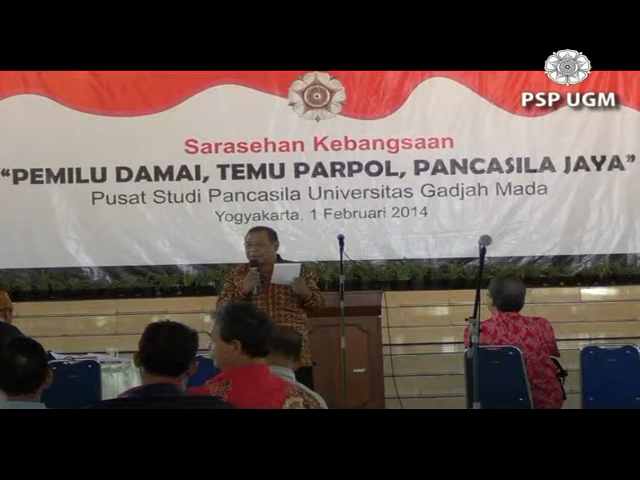 PSP UGM
Sarasehan Kebangsaan
“PEMILU DAMAI, TEMU PARPOL, PANCASILA JAYA”
Pusat Studi Pancasila Universitas Gadjah Mada
Yogyakarta, 1 Februari 2014